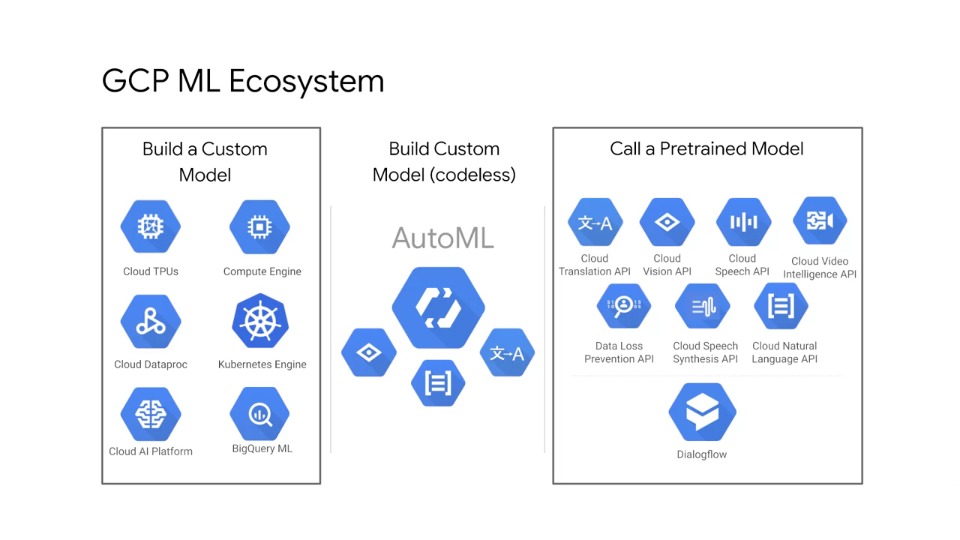 GCP ML Ecosystem
Build a Custom
Model
Cloud TPUs
Compute Engine
Cloud Dataproc
Kubernetes Engine
Cloud AI Platform
BigQuery ML
Build Custom
Model (codeless)
AutoML
文→A
Call a Pretrained Model
文→A
Cloud
Translation API
Cloud
Vision API
Cloud
Speech API
Cloud Video
Intelligence API
Data Loss
Prevention API
Cloud Speech
Synthesis API
Cloud Natural
Language API
Dialogflow